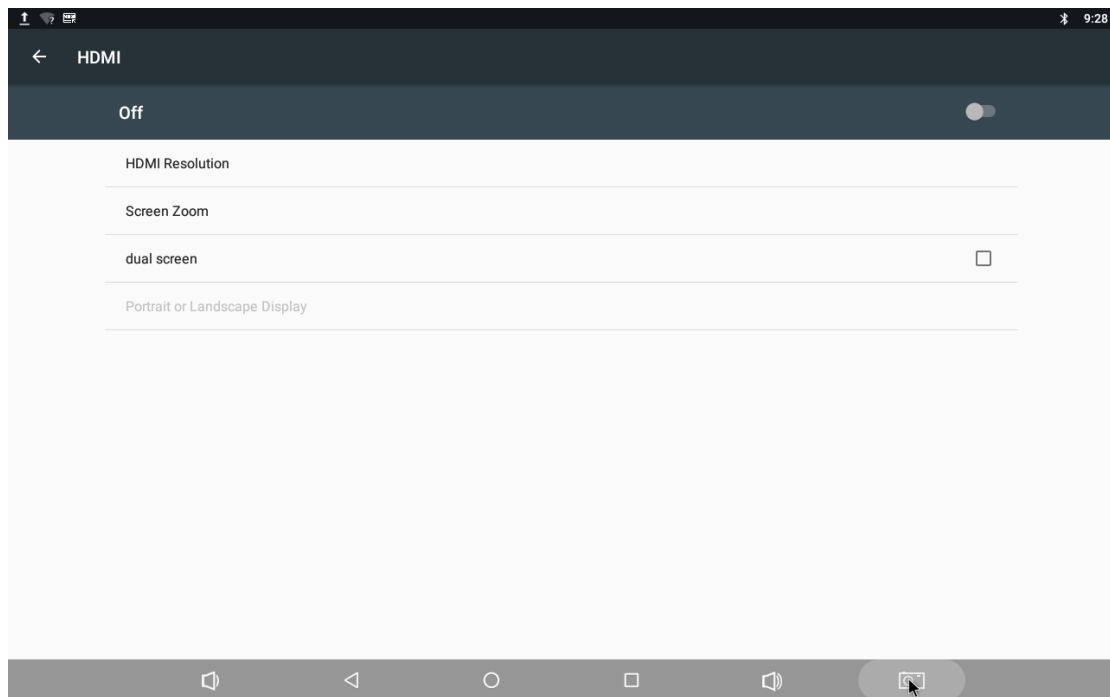 9:28
HDMI
Off
HDMI Resolution
Screen Zoom
dual screen
Portrait or Landscape Display